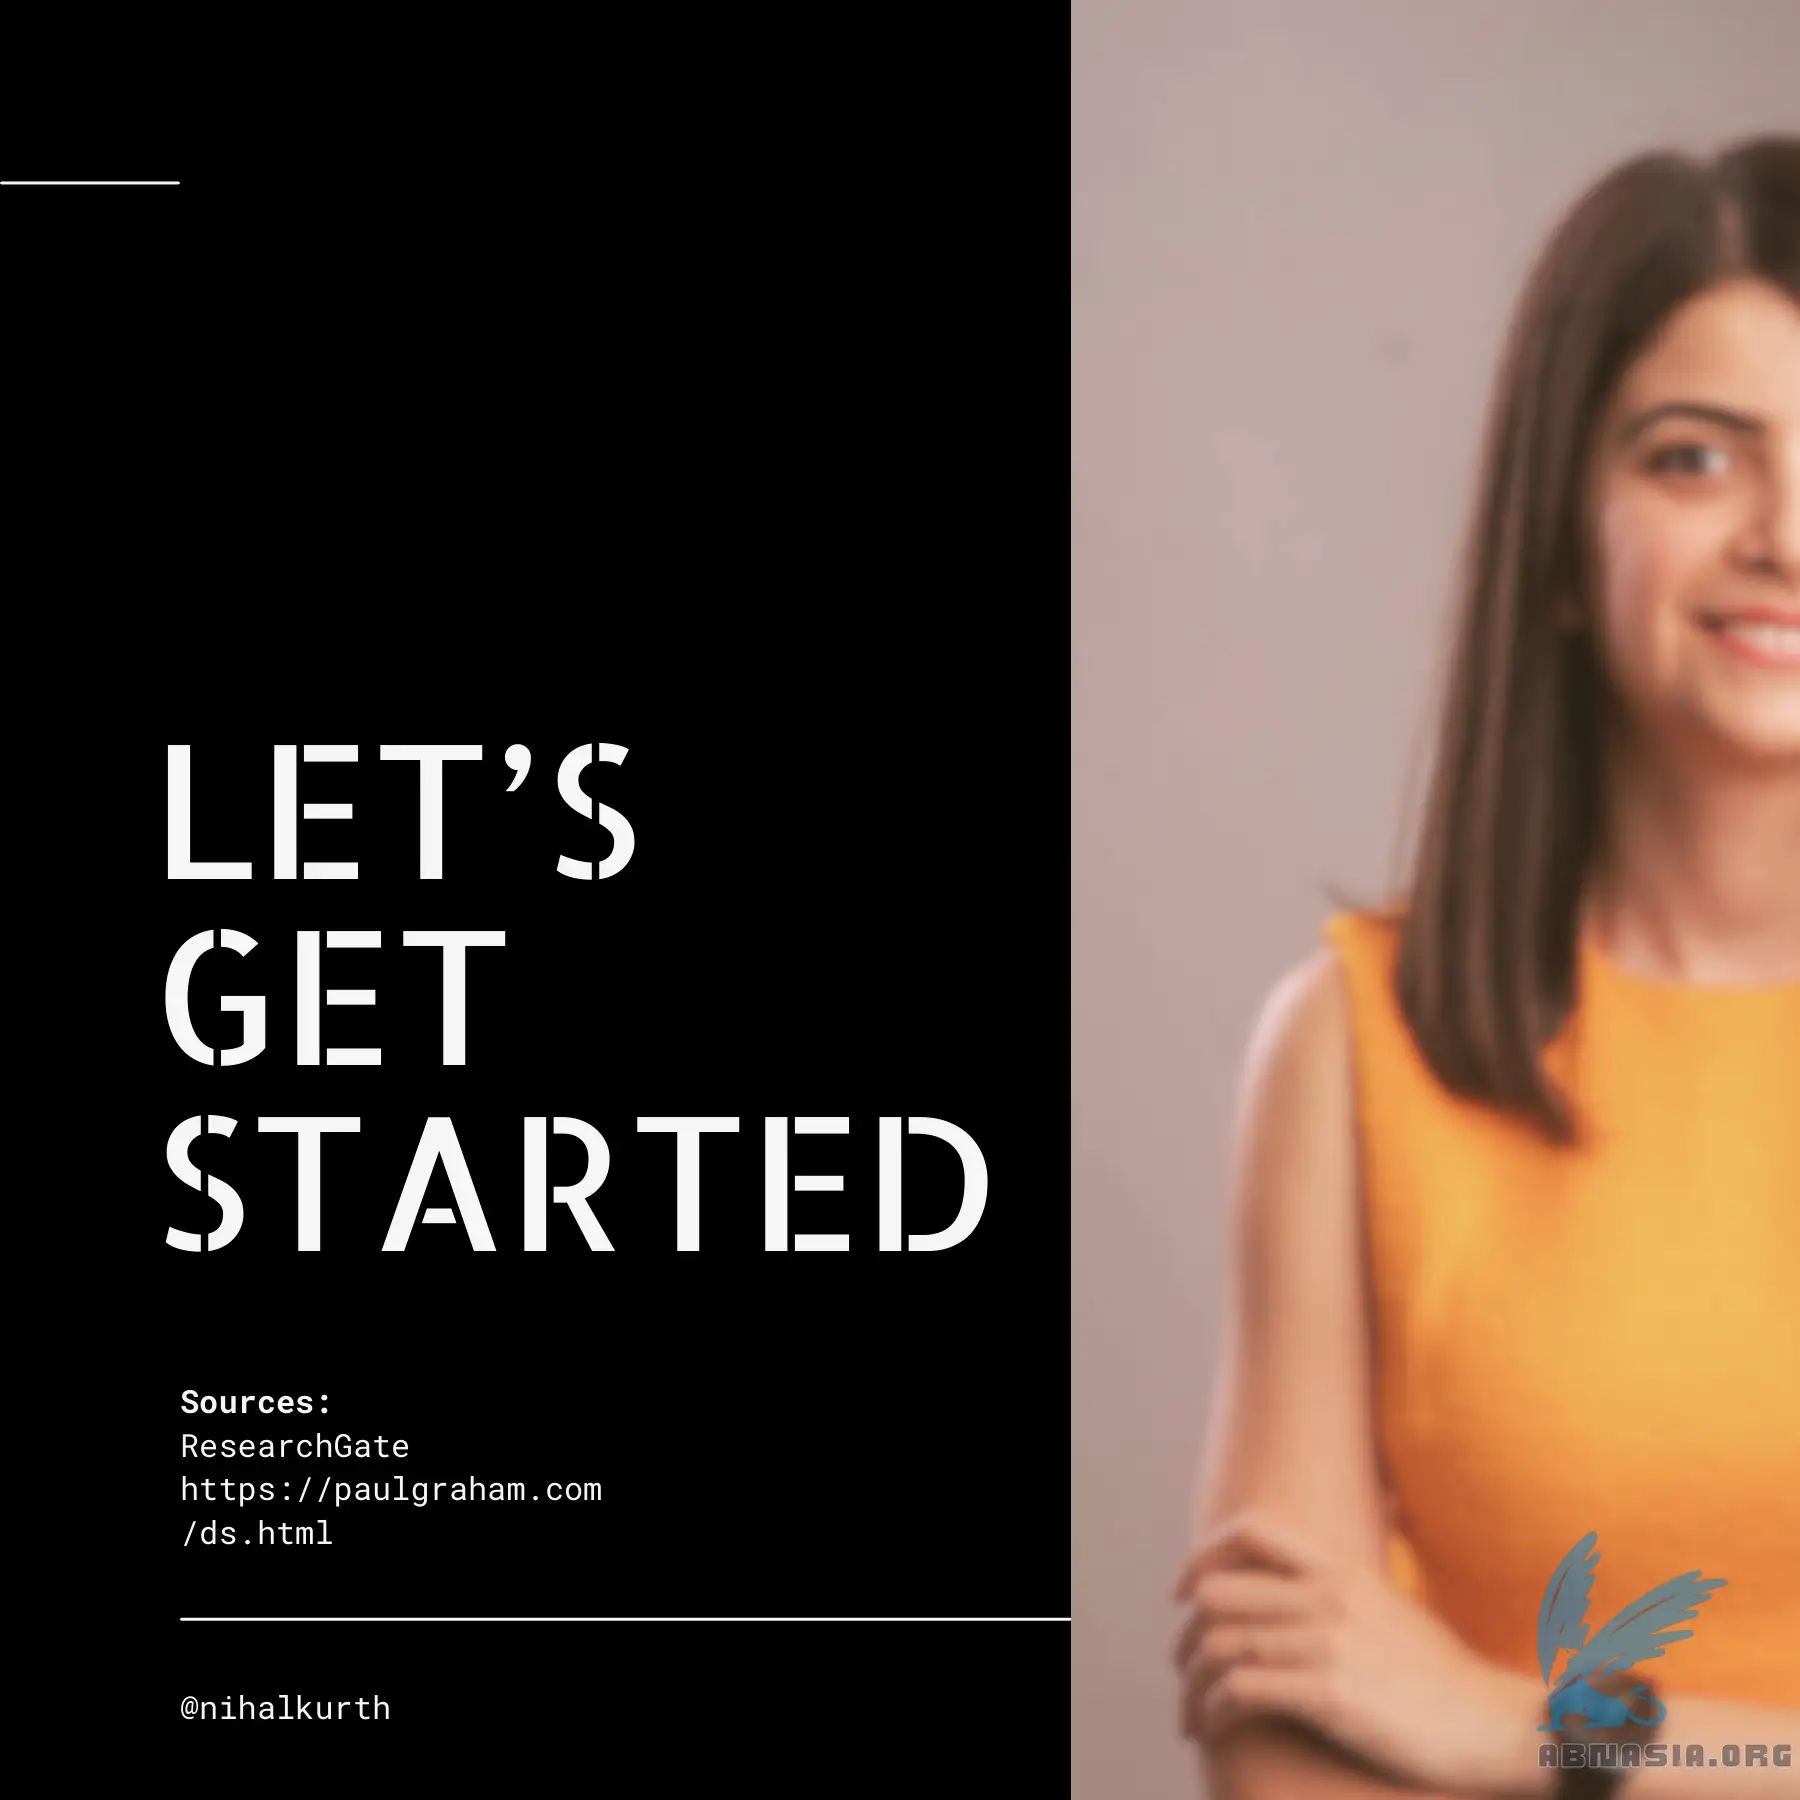 LET’S
GET
STARTED
Sources:
ResearchGate
https://paulgraham.com
/ds.html
@nihalkurth
ABNASIA.ORG